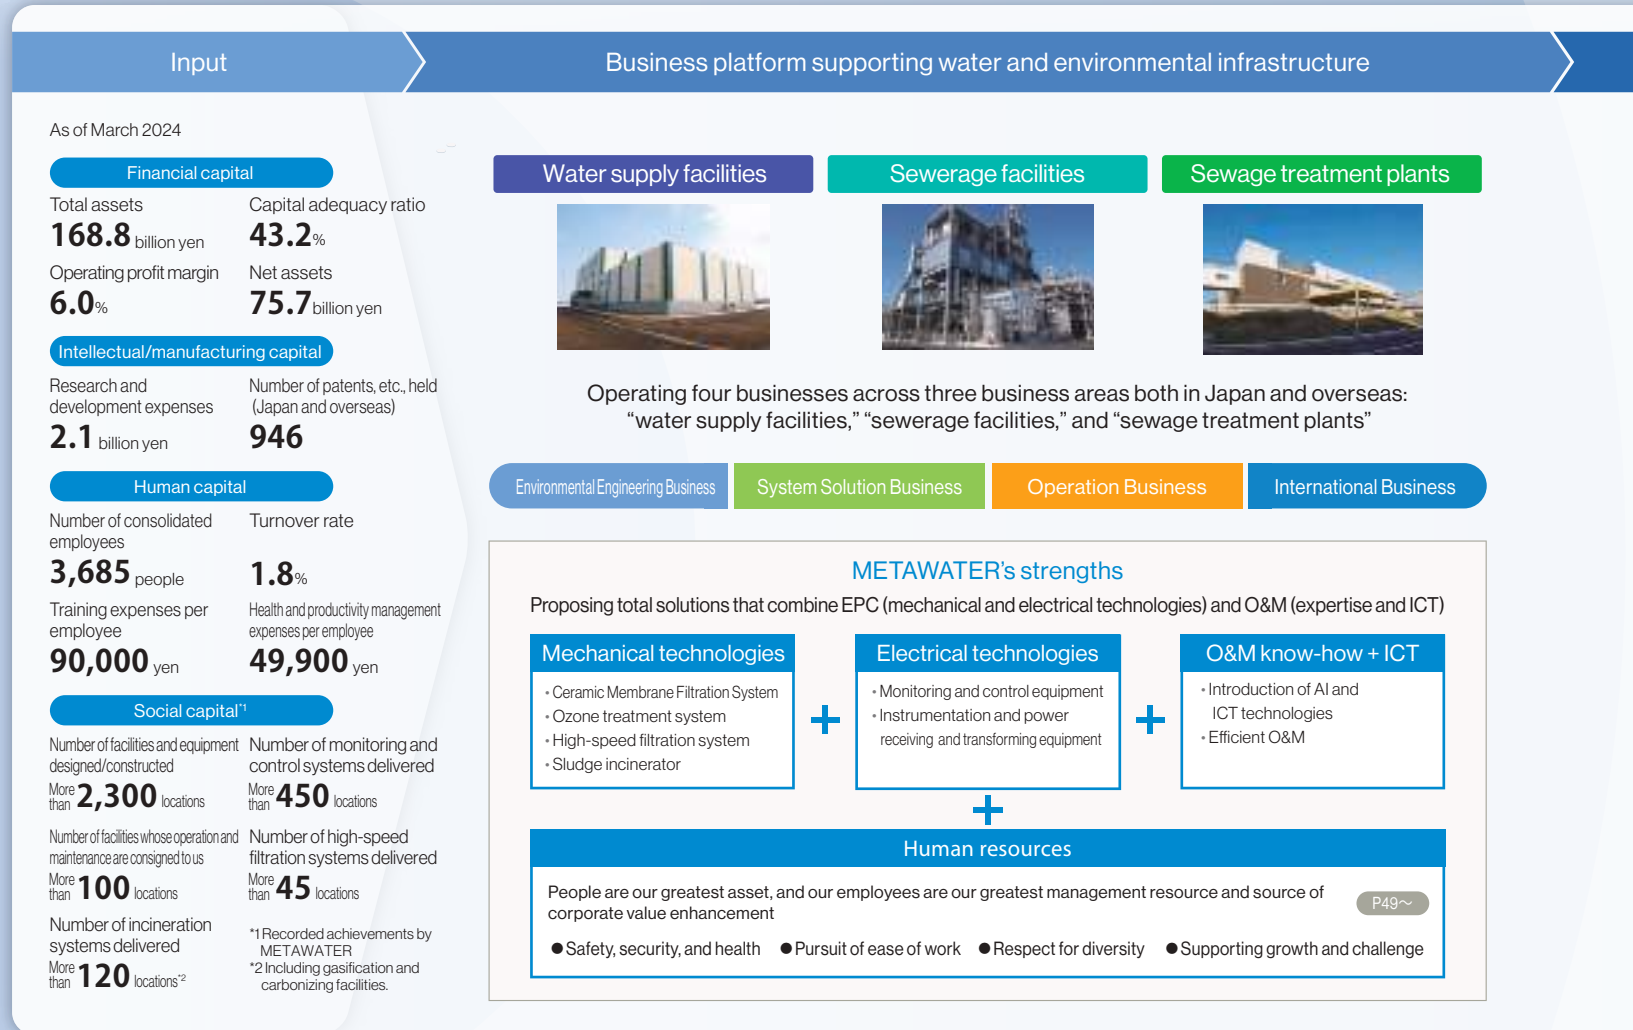 Input
Business platform supporting water and environmental infrastructure
As of March 2024
Financial capital
Total assets
168.8 billion yen
Capital adequacy ratio
43.2%
Operating profit margin
6.0%
Net assets
75.7 billion yen
Intellectual/manufacturing capital
Research and
development expenses
2.1 billion yen
Number of patents, etc., held
(Japan and overseas)
946
Human capital
Number of consolidated
employees
3,685 people
Turnover rate
1.8%
Training expenses per
employee
90,000 yen
Health and productivity management
expenses per employee
49,900 yen
Social capital*1
Number of facilities and equipment
designed/constructed
More than 2,300 locations
Number of monitoring and
control systems delivered
More than 450 locations
Number of facilities whose operation and
maintenance are consigned to us
More than 100 locations
Number of high-speed
filtration systems delivered
More than 45 locations
Number of incineration
systems delivered
More than 120 locations*2
*1 Recorded achievements by
METAWATER
*2 Including gasification and
carbonizing facilities.
Water supply facilities
Sewerage facilities
Sewage treatment plants
Operating four businesses across three business areas both in Japan and overseas:
“water supply facilities,” “sewerage facilities,” and “sewage treatment plants”
Environmental Engineering Business
System Solution Business
Operation Business
International Business
METAWATER’s strengths
Proposing total solutions that combine EPC (mechanical and electrical technologies) and O&M (expertise and ICT)
Mechanical technologies
• Ceramic Membrane Filtration System
• Ozone treatment system
• High-speed filtration system
• Sludge incinerator
+
Electrical technologies
• Monitoring and control equipment
• Instrumentation and power
receiving and transforming equipment
+
O&M know-how + ICT
• Introduction of AI and
ICT technologies
• Efficient O&M
+
Human resources
People are our greatest asset, and our employees are our greatest management resource and source of
corporate value enhancement
P49～
● Safety, security, and health ● Pursuit of ease of work ● Respect for diversity ● Supporting growth and challenge